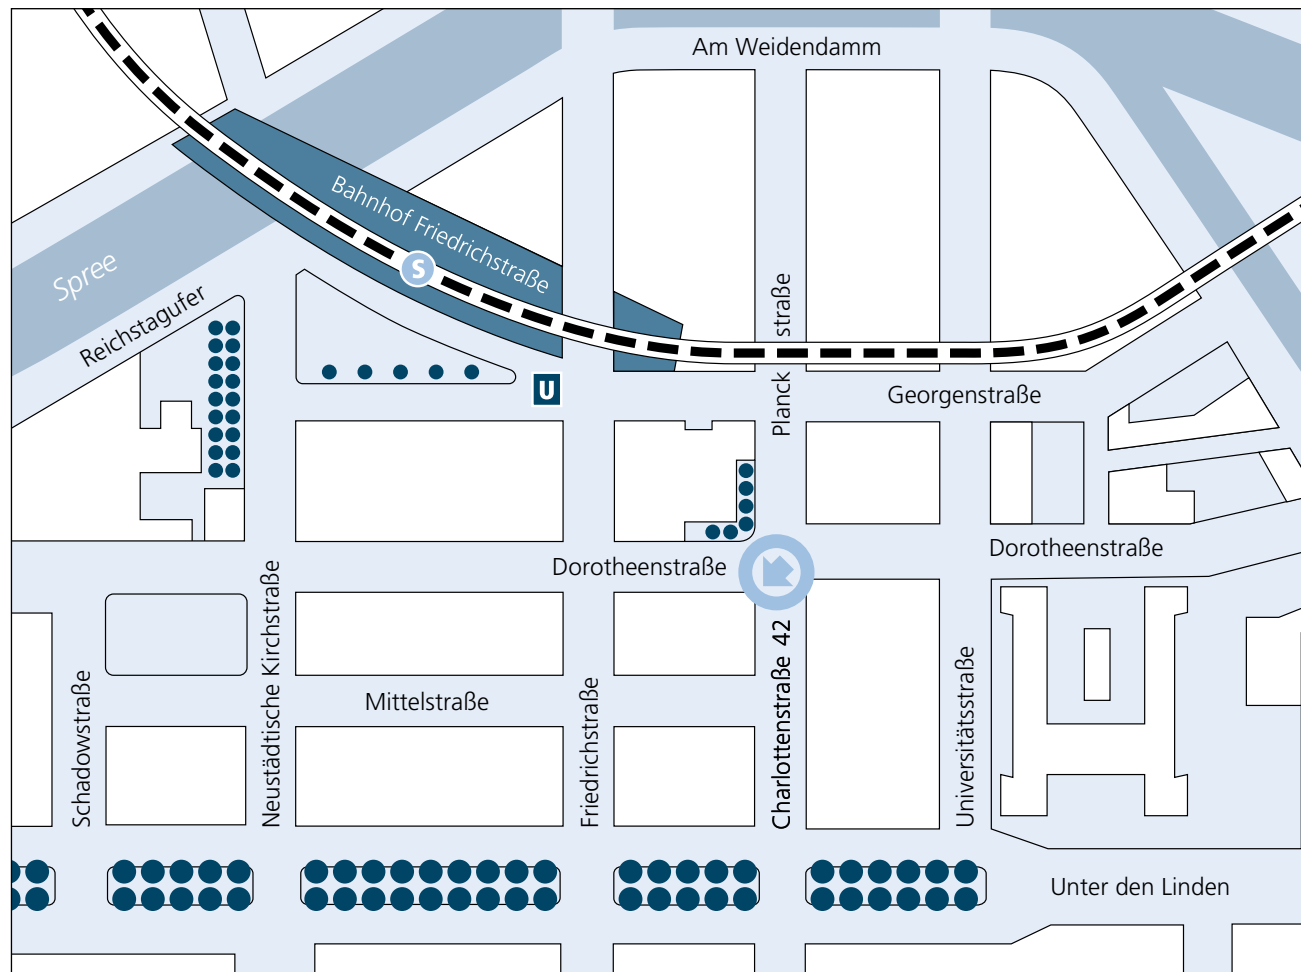 Am Weidendamm
Bahnhof Friedrichstraße
S
Spree
Reichstagufer
U
Planck straße
Georgenstraße
Dorotheenstraße
Dorotheenstraße
Schadowstraße
Neustädtische Kirchstraße
Mittelstraße
Friedrichstraße
Charlottenstraße 42
Universitätsstraße
Unter den Linden